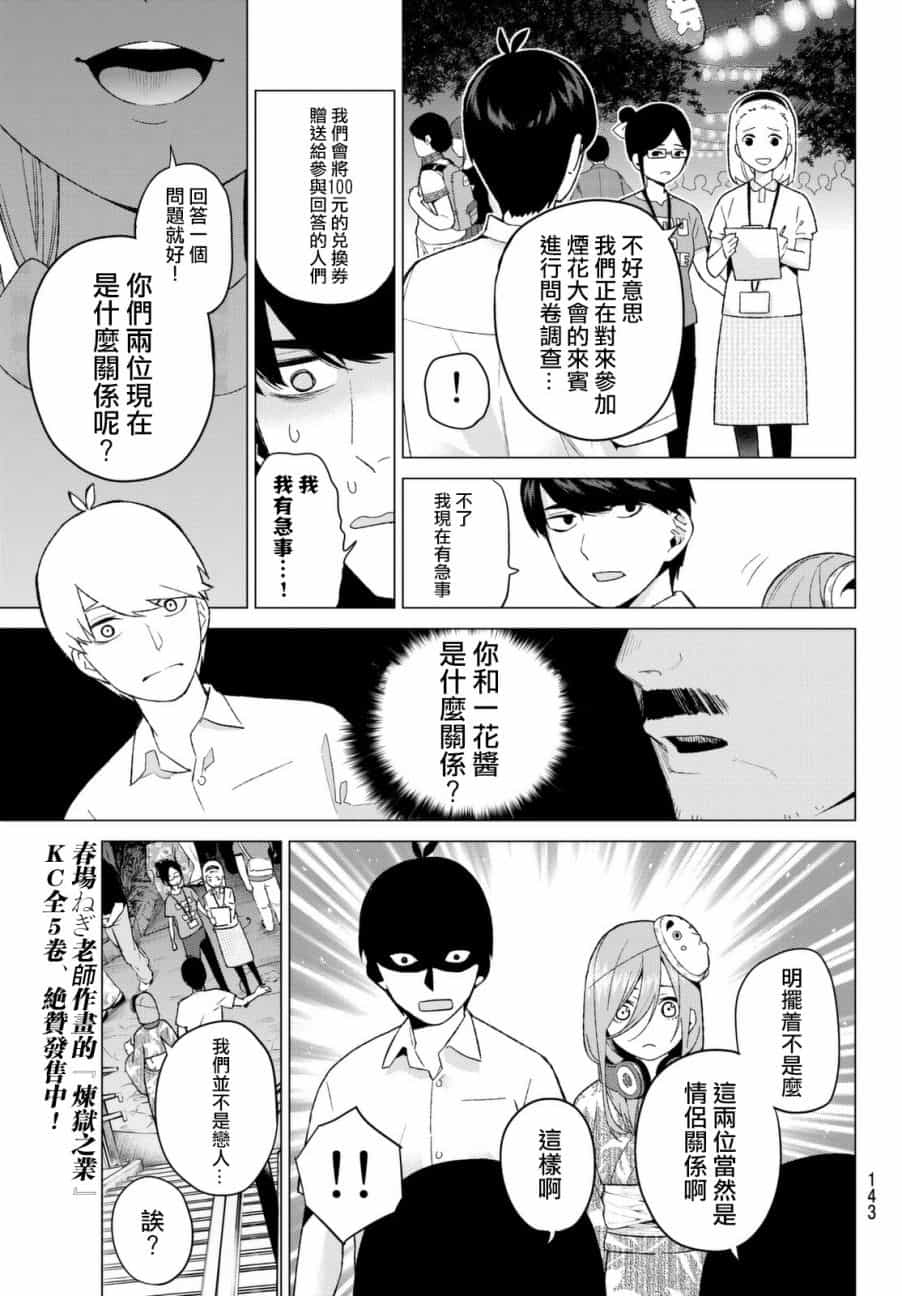 不好意思
我們正在對來參加
煙花大會的來賓
進行問卷調查…
！
不了
我現在有急事
我們會將100元的兑換券
贈送給參與回答的人們
我
我有急事…！
回答一個
問題就好！
你們兩位現在
是什麼關係呢？
你和一花醬
是什麼關係？
明擺着不是麼
這兩位當然是
情侶關係啊
這樣啊
！！
我們並不是戀人…
誒？
春場ねぎ老師作畫的『煉獄之業』
KC全5卷、絶贊發售中！
143